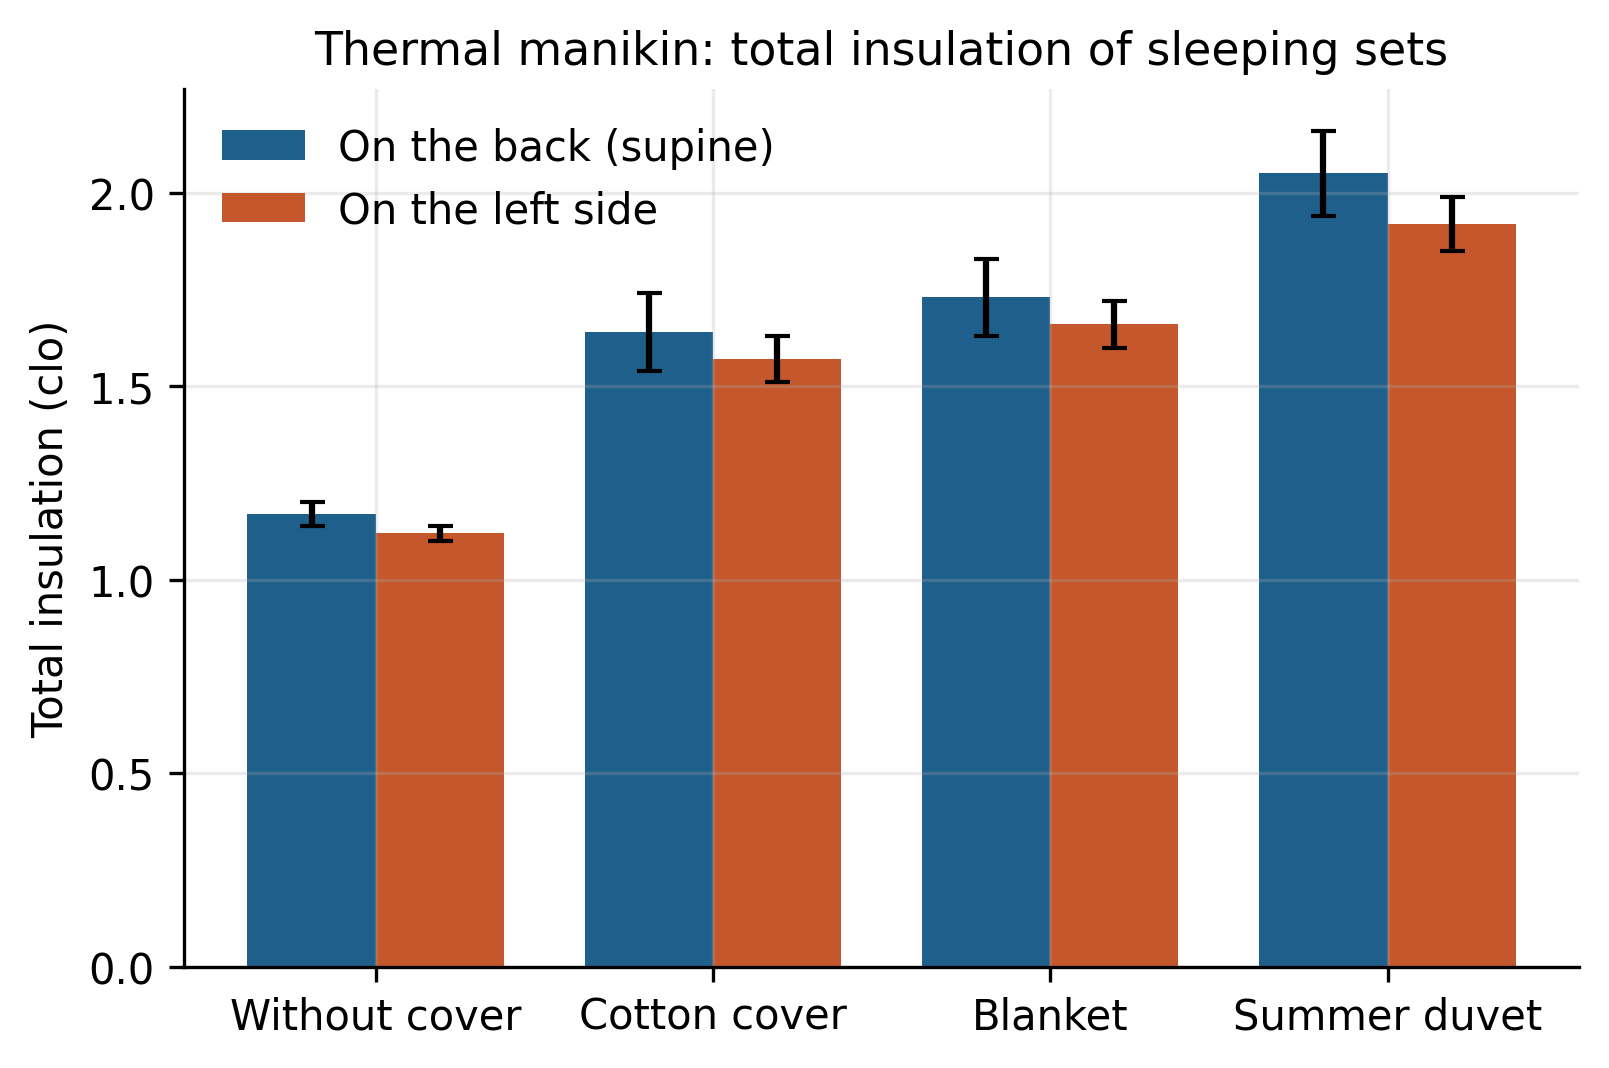 Thermal manikin: total insulation of sleeping sets
On the back (supine)
On the left side
Total insulation (clo)
2.0
1.5
1.0
0.5
0.0
Without cover
Cotton cover
Blanket
Summer duvet